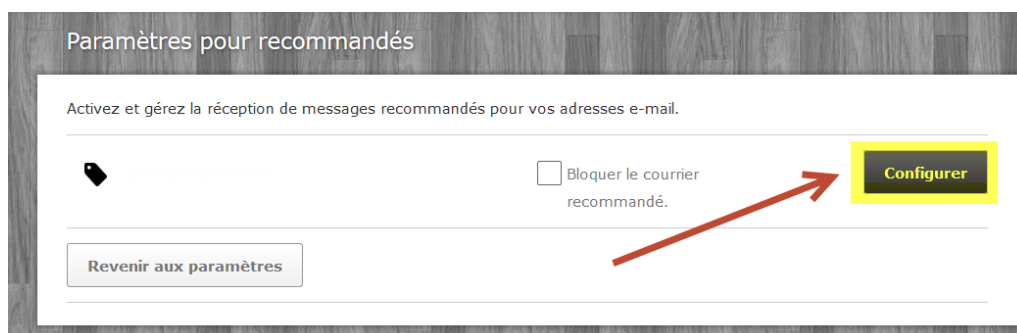 Paramètres pour recommandés
Activez et gérez la réception de messages recommandés pour vos adresses e-mail.
Bloquer le courrier
recommandé.
Configurer
Revenir aux paramètres